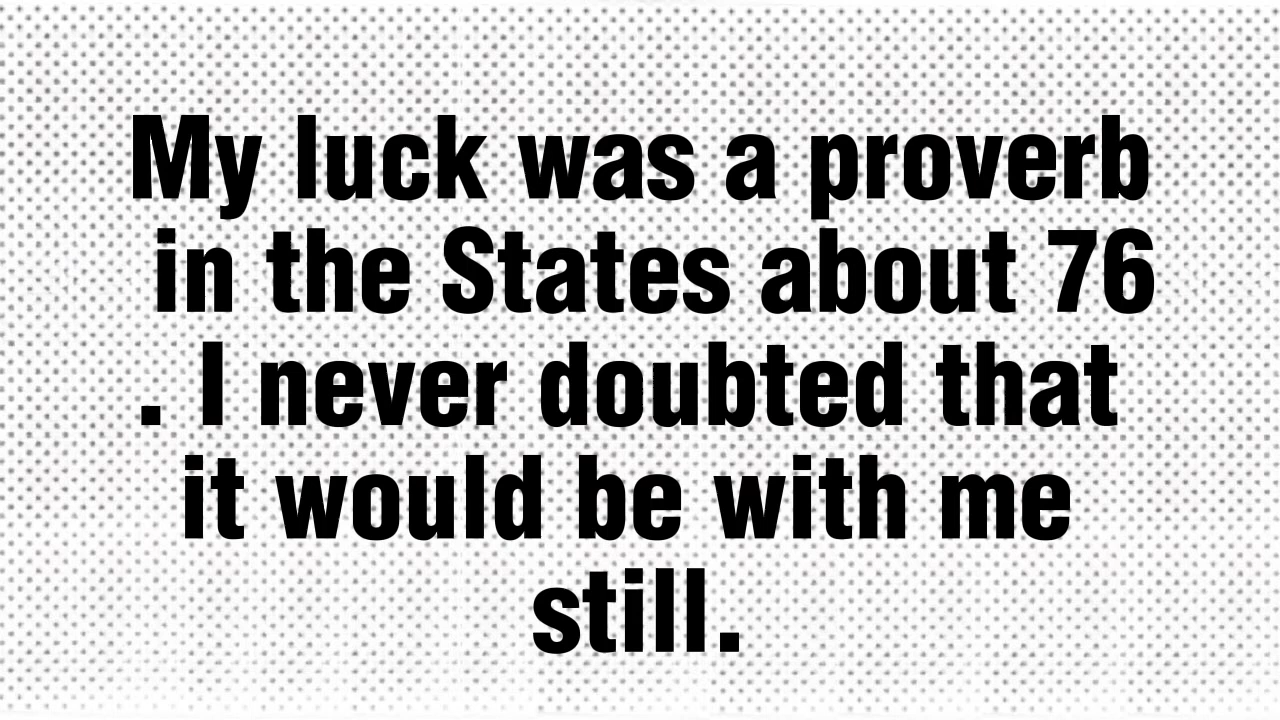 My luck was a proverb
in the States about 76
. I never doubted that
it would be with me
still.